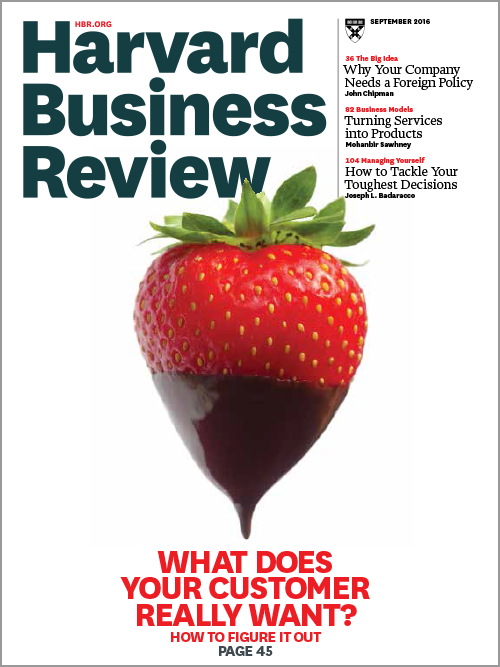 HBR.ORG
Harvard
Business
Review
SEPTEMBER 2016
36 The Big Idea
Why Your Company
Needs a Foreign Policy
John Chipman
82 Business Models
Turning Services
into Products
Mohanbir Sawhney
104 Managing Yourself
How to Tackle Your
Toughest Decisions
Joseph L. Badaracco
WHAT DOES
YOUR CUSTOMER
REALLY WANT?
HOW TO FIGURE IT OUT
PAGE 45